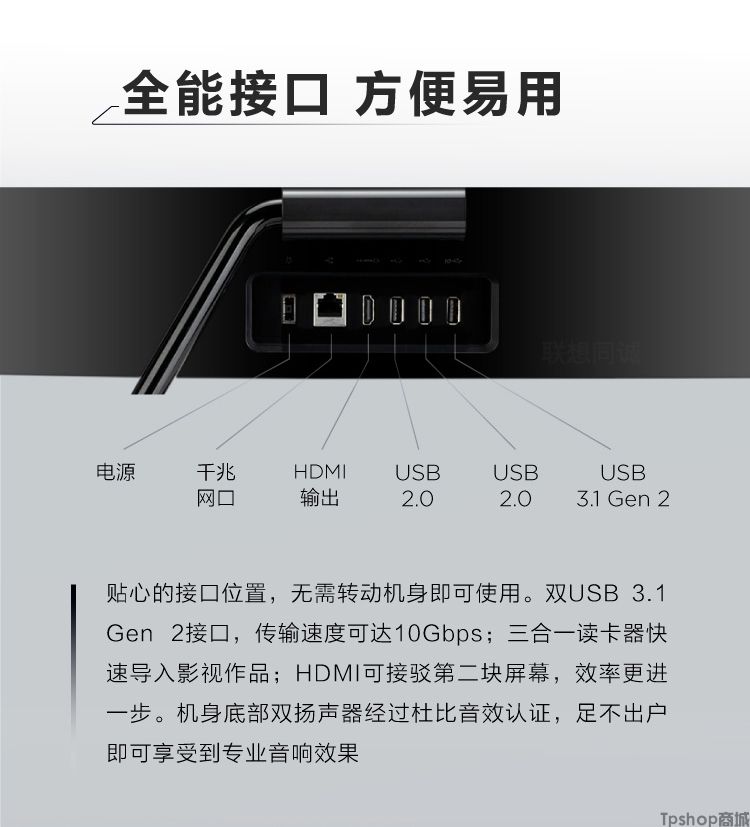 全能接口 方便易用
联想同诚
电源
千兆
网口
HDMI
输出
USB
2.0
USB
2.0
USB
3.1 Gen 2
贴心的接口位置，无需转动机身即可使用。双USB 3.1
Gen 2接口，传输速度可达10Gbps；三合一读卡器快
速导入影视作品；HDMI可接驳第二块屏幕，效率更进
一步。机身底部双扬声器经过杜比音效认证，足不出户
即可享受到专业音响效果
Tpshop商城